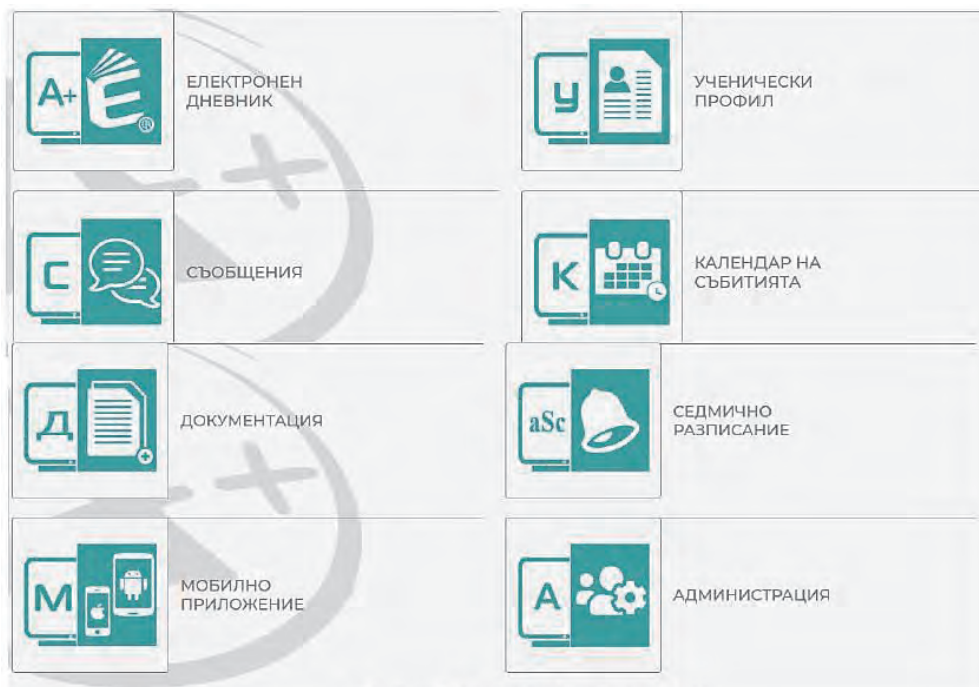 A+ Е ®
ЕЛЕКТРОНЕН
ДНЕВНИК
У
УЧЕНИЧЕСКИ
ПРОФИЛ
С
СЪОБЩЕНИЯ
К
КАЛЕНДАР НА
СЪБИТИЯТА
Д
ДОКУМЕНТАЦИЯ
aSc
СЕДМИЧНО
РАЗПИСАНИЕ
М
МОБИЛНО
ПРИЛОЖЕНИЕ
А
АДМИНИСТРАЦИЯ